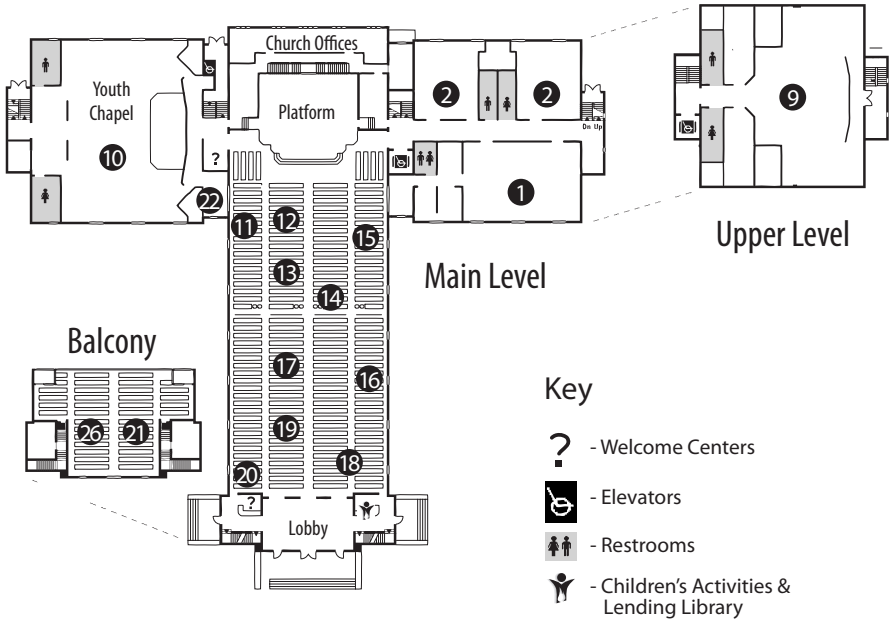 Church Offices
Youth
Chapel
Platform
2
2
9
10
?
Dn Up
1
22
11
12
15
Upper Level
13
Main Level
14
Balcony
17
16
Key
26
21
19
? - Welcome Centers
18
20
- Elevators
?
Lobby
- Restrooms
- Children's Activities &
Lending Library